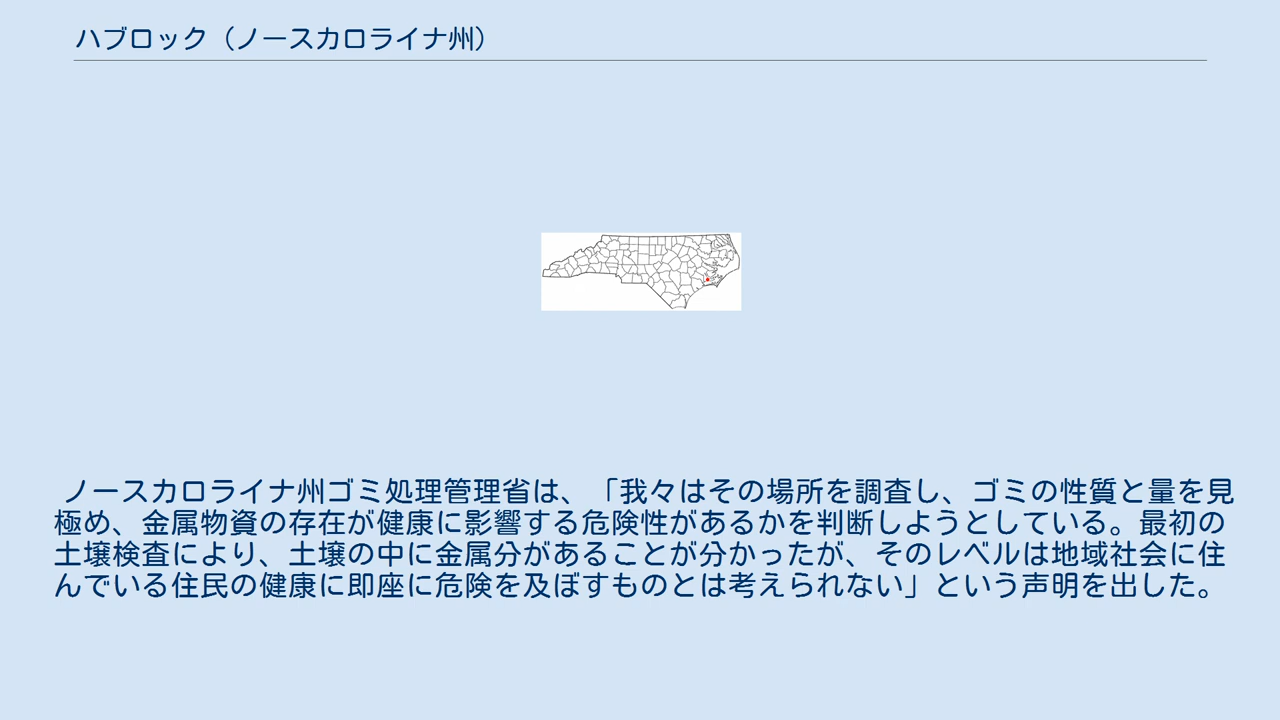 ハブロック（ノースカロライナ州）
ノースカロライナ州ゴミ処理管理省は、「我々はその場所を調査し、ゴミの性質と量を見
極め、金属物資の存在が健康に影響する危険性があるかを判断しようとしている。最初の
土壌検査により、土壌の中に金属分があることが分かったが、そのレベルは地域社会に住
んでいる住民の健康に即座に危険を及ぼすものとは考えられない」という声明を出した。